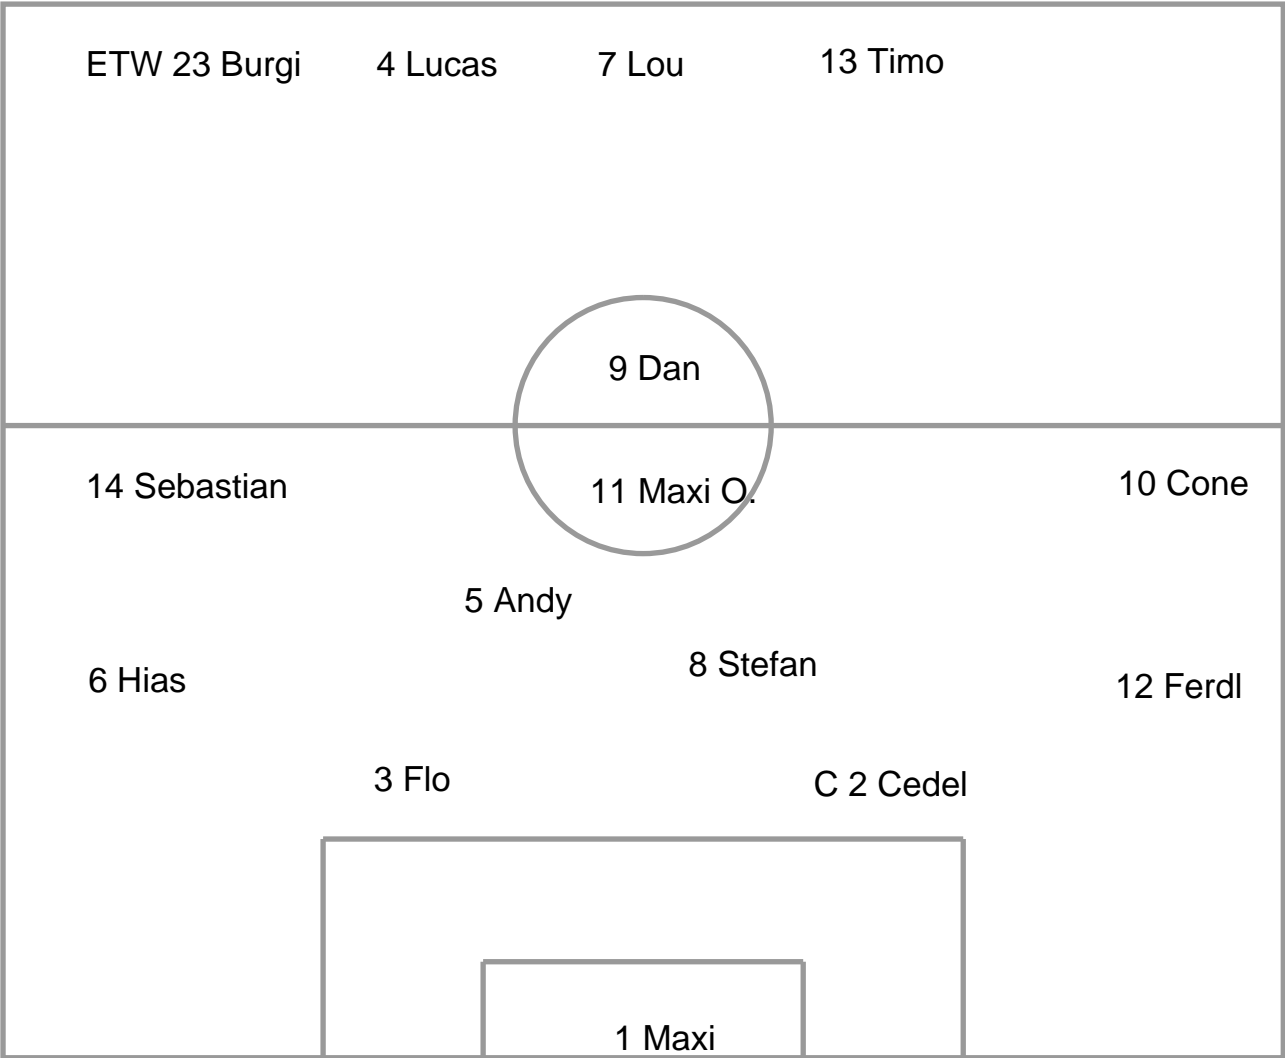 ETW 23 Burgi
4 Lucas
7 Lou
13 Timo
9 Dan
14 Sebastian
11 Maxi O.
10 Cone
5 Andy
8 Stefan
6 Hias
12 Ferdl
3 Flo
C 2 Cedel
1 Maxi